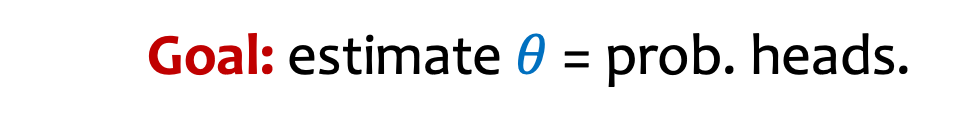 Goal: estimate θ = prob. heads.